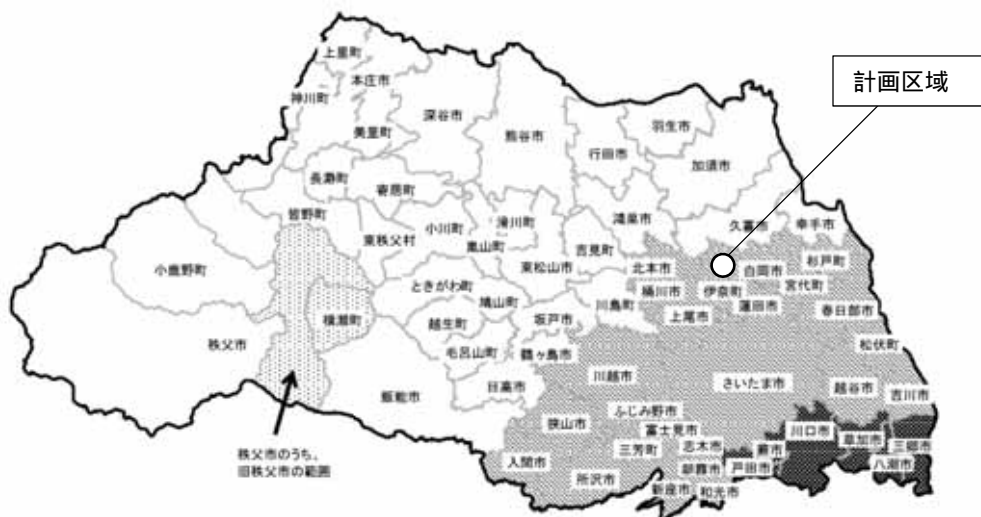 計画区域
上里町
本庄市
神川町
深谷市
熊谷市
羽生市
美里町
行田市
加須市
長瀞町
寄居町
皆野町
小川町
滑川町
鴻巣市
久喜市
幸手市
東秩父村
嵐山町
吉見町
小鹿野町
東松山市
北本市
白岡市
杉戸町
ときがわ町
桶川市
伊奈町
宮代町
鳩山町
川島町
蓮田市
横瀬町
越生町
坂戸市
上尾市
春日部市
秩父市
毛呂山町
鶴ヶ島市
松伏町
日高市
川越市
さいたま市
越谷市
吉川市
飯能市
ふじみ野市
狭山市
富士見市
川口市
草加市
三郷市
入間市
三芳町
志木市
蕨市
所沢市
朝霞市
戸田市
八潮市
新座市
和光市
秩父市のうち、
旧秩父市の範囲